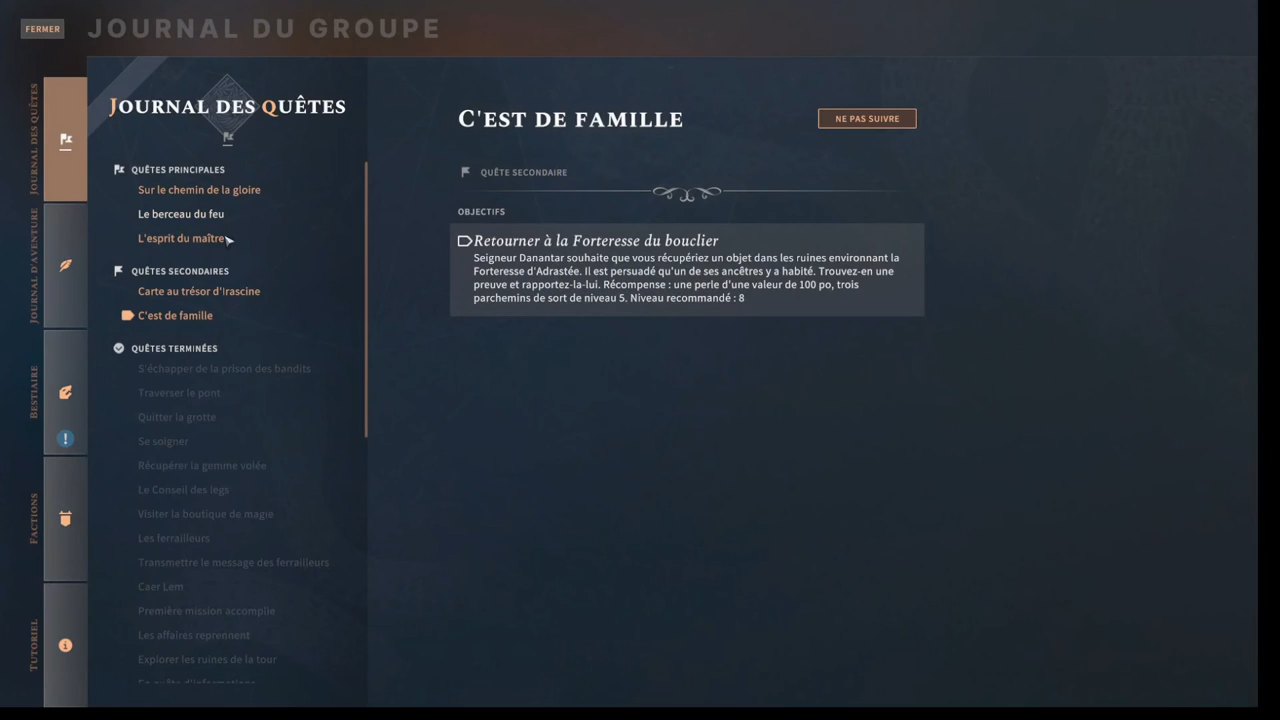 FERMER
JOURNAL DU GROUPE
JOURNAL DES QUÊTES
JOURNAL D'AVENTURE
BESTIAIRE
FACTIONS
TUTORIEL
JOURNAL DES QUÊTES
QUÊTES PRINCIPALES
Sur le chemin de la gloire
Le berceau du feu
L'esprit du maître
QUÊTES SECONDAIRES
Carte au trésor d'Irascine
C'est de famille
QUÊTES TERMINÉES
S'échapper de la prison des bandits
Traverser le pont
Quitter la grotte
Se soigner
Récupérer la gemme volée
Le Conseil des legs
Visiter la boutique de magie
Les ferrailleurs
Transmettre le message des ferrailleurs
Caer Lem
Première mission accomplie
Les affaires reprennent
Explorer les ruines de la tour
En quête d'informations
C'EST DE FAMILLE
NE PAS SUIVRE
QUÊTE SECONDAIRE
OBJECTIFS
Retourner à la Forteresse du bouclier
Seigneur Danantar souhaite que vous récupériez un objet dans les ruines environnant la
Forteresse d'Adrastée. Il est persuadé qu'un de ses ancêtres y a habité. Trouvez-en une
preuve et rapportez-la-lui. Récompense : une perle d'une valeur de 100 po, trois
parchemins de sort de niveau 5. Niveau recommandé : 8